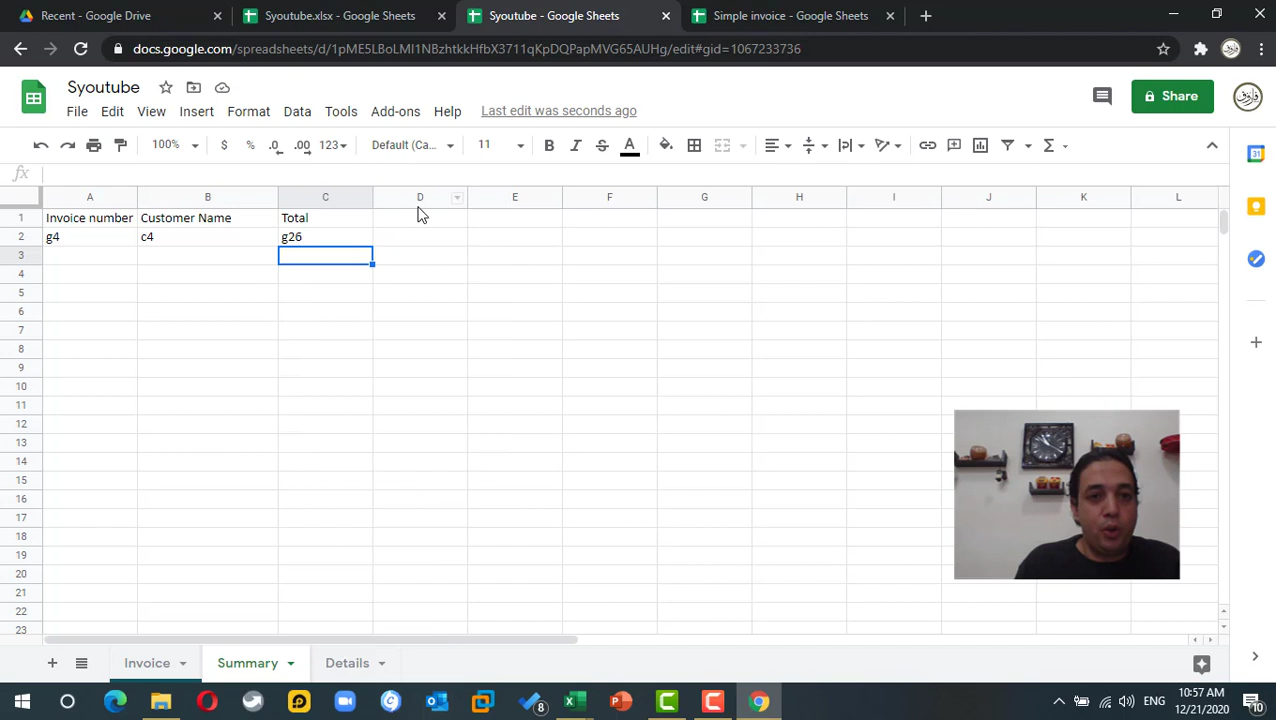 Recent - Google Drive
Syoutube.xlsx - Google Sheets
Syoutube - Google Sheets
Simple invoice - Google Sheets
docs.google.com/spreadsheets/d/1pME5LBoLMI1NBzhtkkHfbX3711qKpDQPapMVG65AUHg/edit#gid=1067233736
Syoutube
File Edit View Insert Format Data Tools Add-ons Help Last edit was seconds ago
Share
100% $ % .0 .00 123 Default (Ca... 11
fx
A B C D E F G H I J K L
1 Invoice number Customer Name Total
2 g4 c4 g26
3
4
5
6
7
8
9
10
11
12
13
14
15
16
17
18
19
20
21
22
23
Invoice Summary Details
8
ENG
10:57 AM
12/21/2020
10